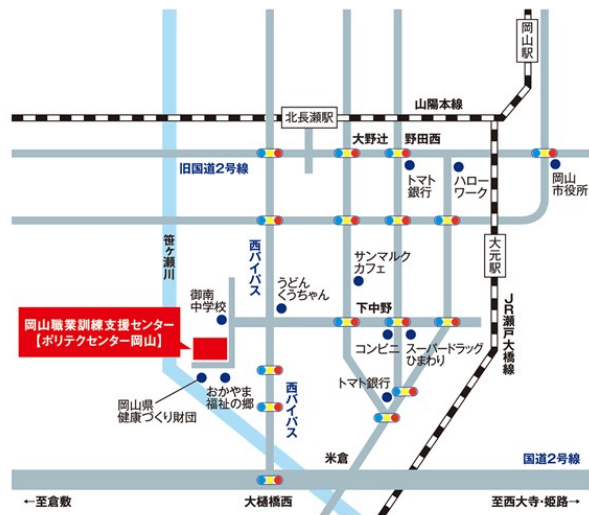 岡山駅
山陽本線
北長瀬駅
大野辻
野田西
旧国道2号線
トマト
銀行
ハロー
ワーク
岡山
市役所
笹ヶ瀬川
西バイパス
サンマルク
カフェ
大元駅
御南
中学校
うどん
くうちゃん
下中野
JR瀬戸大橋線
岡山職業訓練支援センター
【ポリテクセンター岡山】
コンビニ
スーパードラッグ
ひまわり
岡山県
健康づくり財団
おかやま
福祉の郷
西バイパス
トマト銀行
米倉
国道2号線
←至倉敷
大樋橋西
至西大寺・姫路→